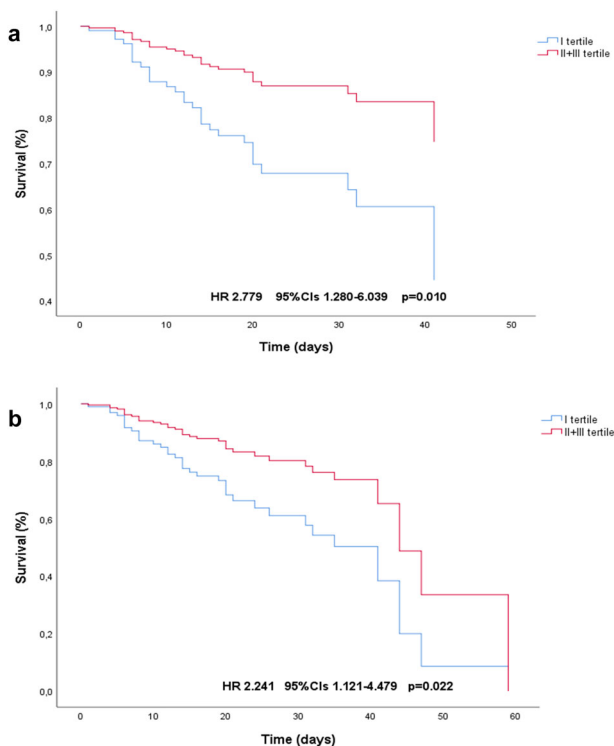 a
I tertile
II+III tertile
1,0
0,9
0,8
0,7
0,6
0,5
0,4
Survival (%)
HR 2.779 95%CIs 1.280-6.039 p=0.010
0 10 20 30 40 50
Time (days)
b
I tertile
II+III tertile
1,0
0,8
0,6
0,4
0,2
0,0
Survival (%)
HR 2.241 95%CIs 1.121-4.479 p=0.022
0 10 20 30 40 50 60
Time (days)